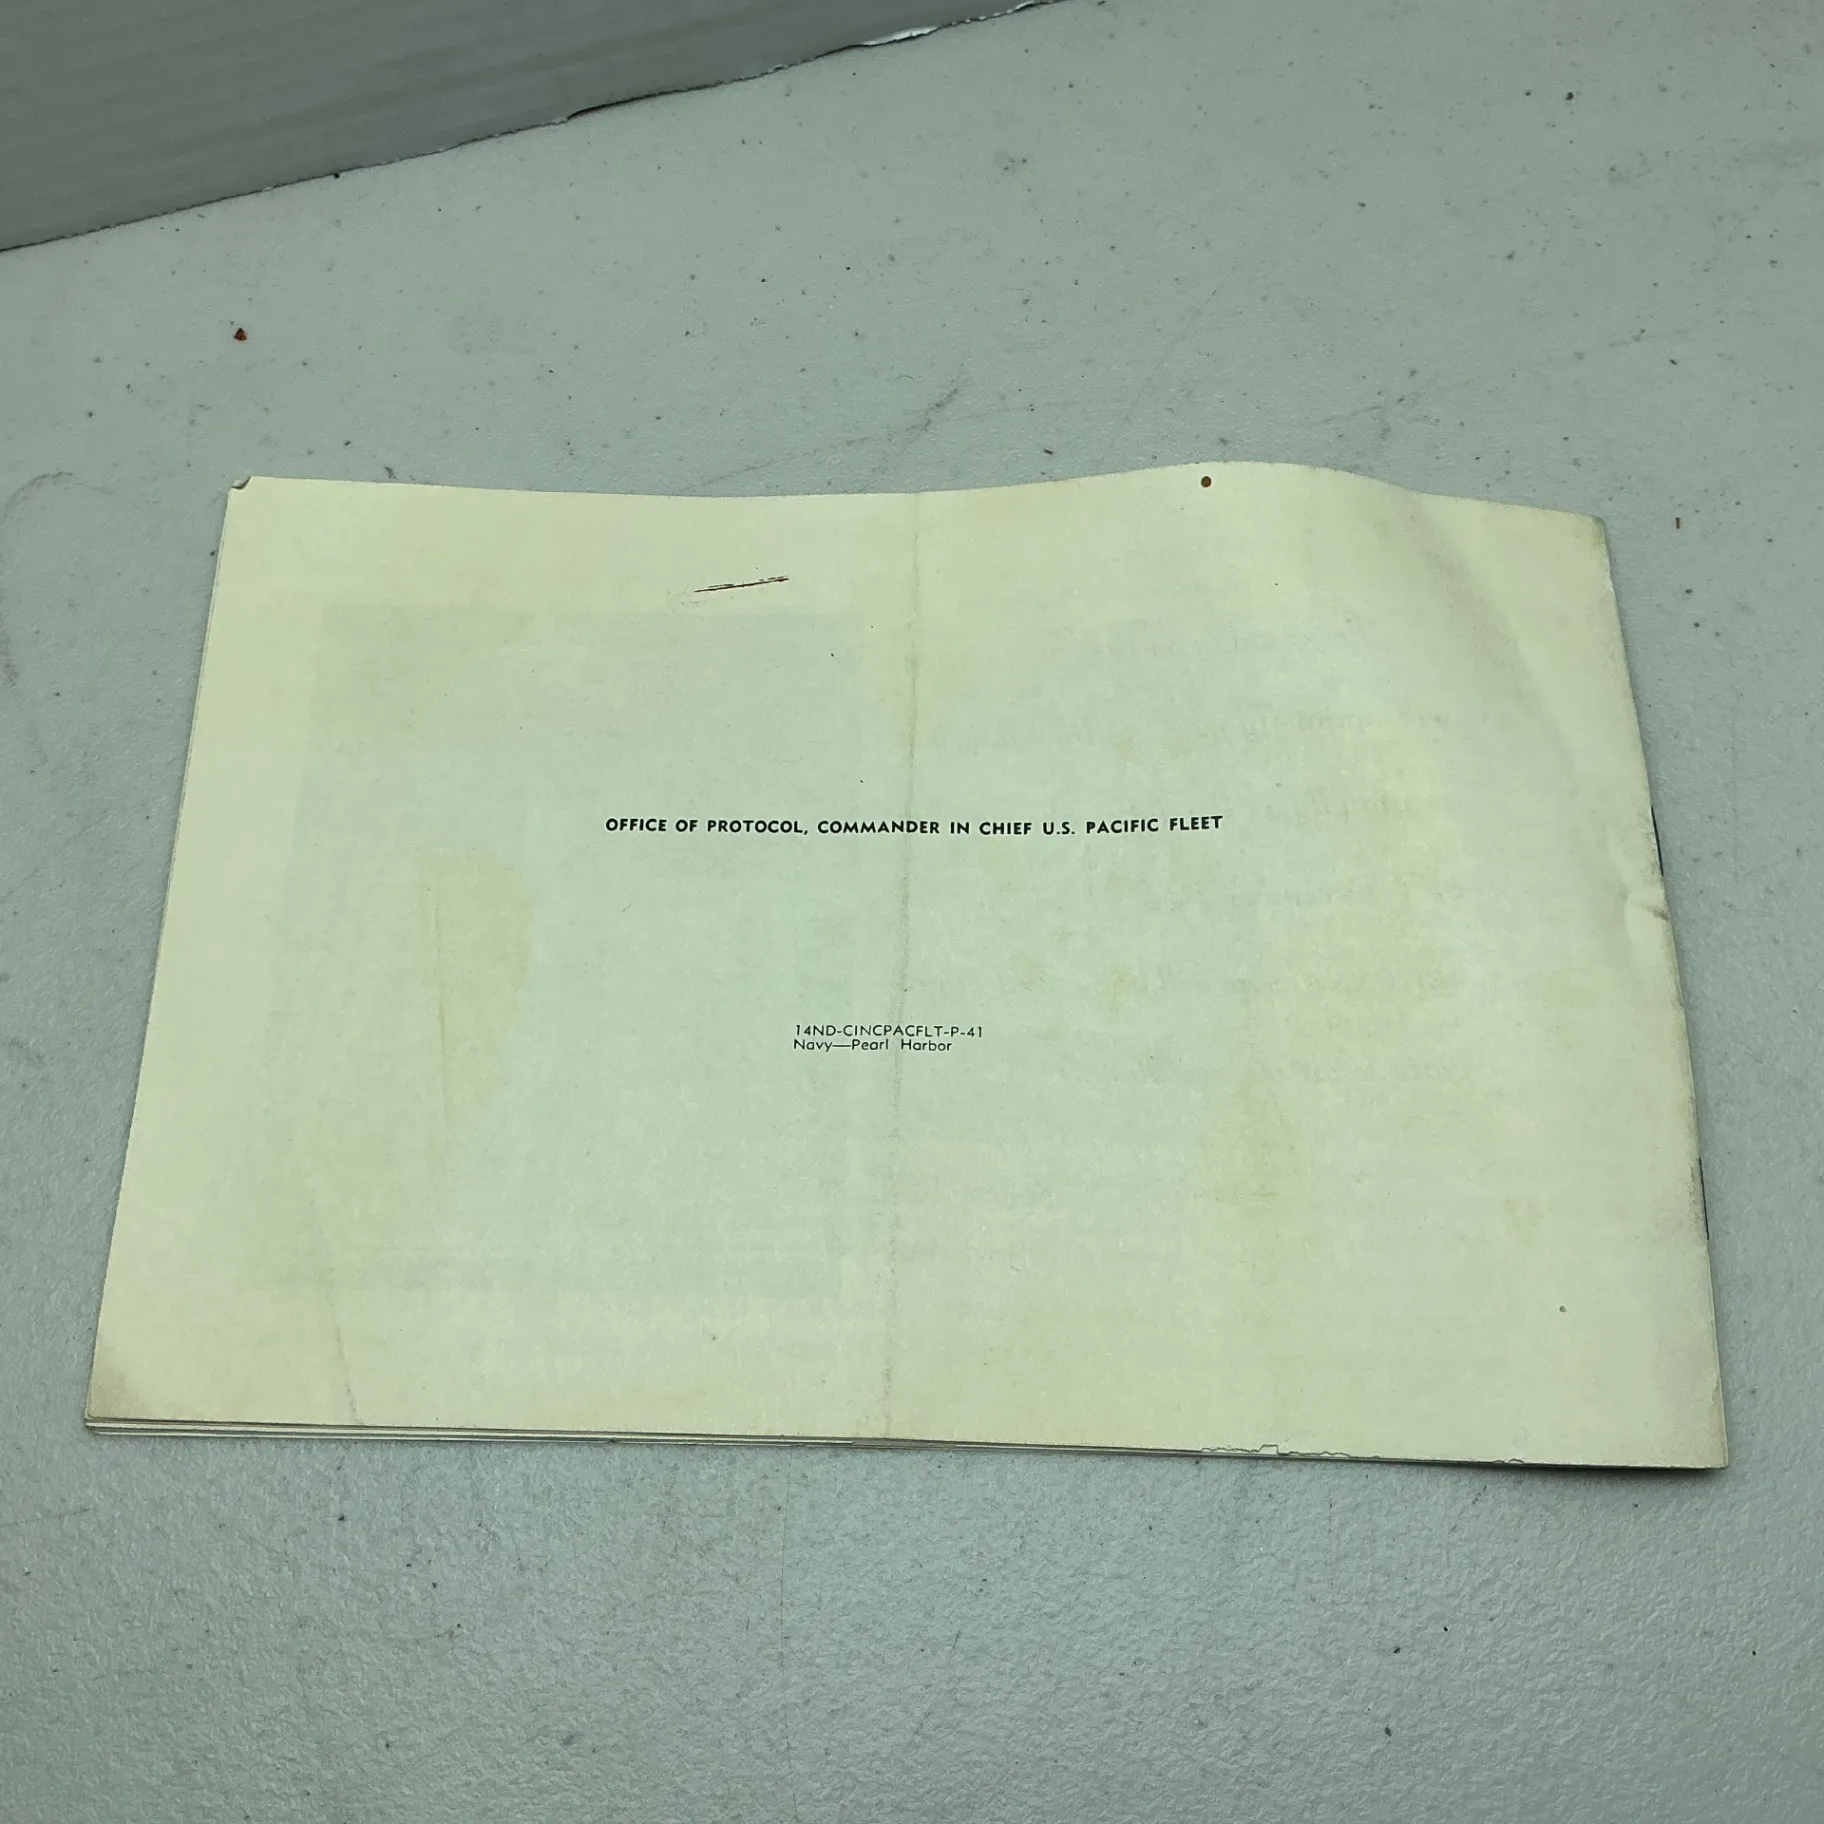 OFFICE OF PROTOCOL, COMMANDER IN CHIEF U.S. PACIFIC FLEET
14ND-CINCPACFLT-P-41
Navy—Pearl Harbor